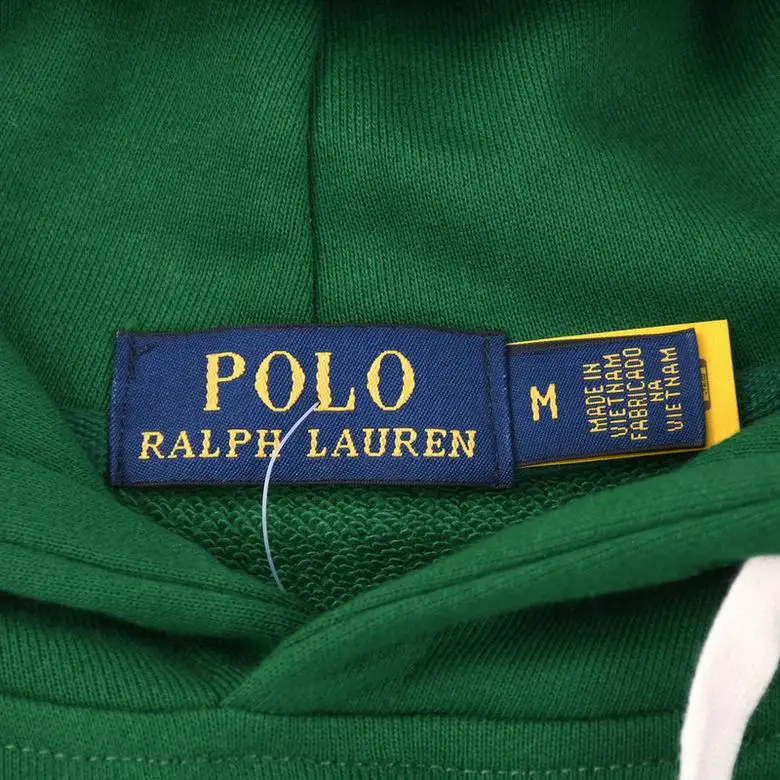 POLO
RALPH LAUREN
M
MADE IN
VIETNAM
FABRICADO
NA
VIETNAM